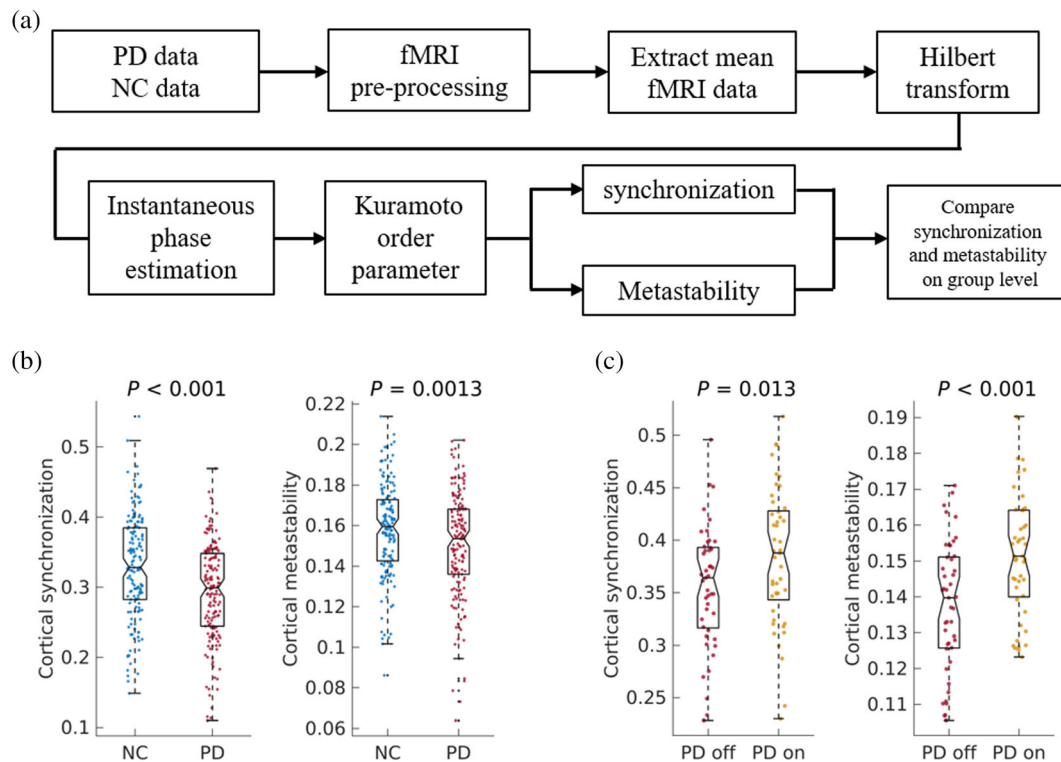 (a)
PD data
NC data
fMRI
pre-processing
Extract mean
fMRI data
Hilbert
transform
Instantaneous
phase
estimation
Kuramoto
order
parameter
synchronization
Metastability
Compare
synchronization
and metastability
on group level
(b)
P < 0.001
Cortical synchronization
0.5
0.4
0.3
0.2
0.1
NC
PD
P = 0.0013
Cortical metastability
0.22
0.2
0.18
0.16
0.14
0.12
0.1
0.08
0.06
NC
PD
(c)
P = 0.013
Cortical synchronization
0.5
0.45
0.4
0.35
0.3
0.25
PD off
PD on
P < 0.001
Cortical metastability
0.19
0.18
0.17
0.16
0.15
0.14
0.13
0.12
0.11
PD off
PD on